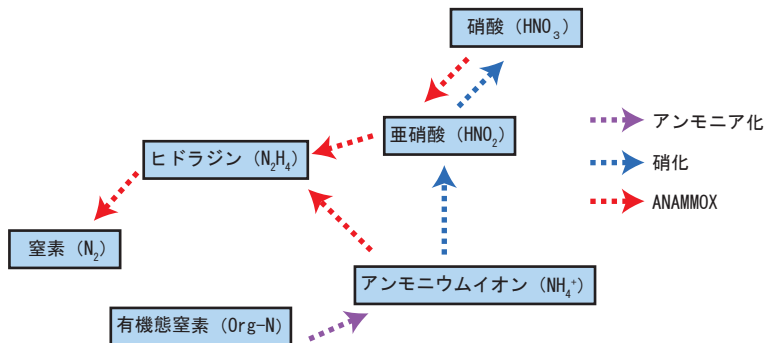 硝酸（HNO₃）
亜硝酸（HNO₂）
ヒドラジン（N₂H₄）
窒素（N₂）
アンモニウムイオン（NH₄⁺）
有機態窒素（Org-N）
アンモニア化
硝化
ANAMMOX